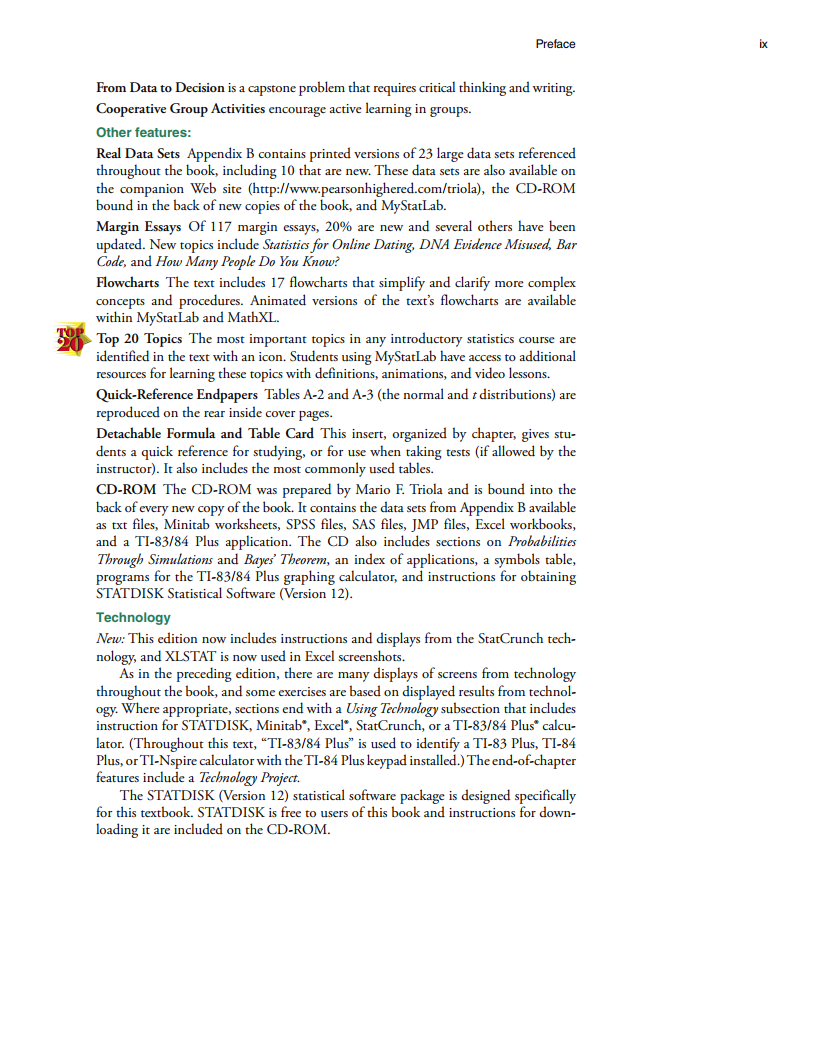 Preface ix
From Data to Decision is a capstone problem that requires critical thinking and writing.
Cooperative Group Activities encourage active learning in groups.
Other features:
Real Data Sets Appendix B contains printed versions of 23 large data sets referenced
throughout the book, including 10 that are new. These data sets are also available on
the companion Web site (http://www.pearsonhighered.com/triola), the CD-ROM
bound in the back of new copies of the book, and MyStatLab.
Margin Essays Of 117 margin essays, 20% are new and several others have been
updated. New topics include Statistics for Online Dating, DNA Evidence Misused, Bar
Code, and How Many People Do You Know?
Flowcharts The text includes 17 flowcharts that simplify and clarify more complex
concepts and procedures. Animated versions of the text's flowcharts are available
within MyStatLab and MathXL.
TOP
20
Top 20 Topics The most important topics in any introductory statistics course are
identified in the text with an icon. Students using MyStatLab have access to additional
resources for learning these topics with definitions, animations, and video lessons.
Quick-Reference Endpapers Tables A-2 and A-3 (the normal and t distributions) are
reproduced on the rear inside cover pages.
Detachable Formula and Table Card This insert, organized by chapter, gives stu-
dents a quick reference for studying, or for use when taking tests (if allowed by the
instructor). It also includes the most commonly used tables.
CD-ROM The CD-ROM was prepared by Mario F. Triola and is bound into the
back of every new copy of the book. It contains the data sets from Appendix B available
as txt files, Minitab worksheets, SPSS files, SAS files, JMP files, Excel workbooks,
and a TI-83/84 Plus application. The CD also includes sections on Probabilities
Through Simulations and Bayes' Theorem, an index of applications, a symbols table,
programs for the TI-83/84 Plus graphing calculator, and instructions for obtaining
STATDISK Statistical Software (Version 12).
Technology
New: This edition now includes instructions and displays from the StatCrunch tech-
nology, and XLSTAT is now used in Excel screenshots.
As in the preceding edition, there are many displays of screens from technology
throughout the book, and some exercises are based on displayed results from technol-
ogy. Where appropriate, sections end with a Using Technology subsection that includes
instruction for STATDISK, Minitab®, Excel®, StatCrunch, or a TI-83/84 Plus® calcu-
lator. (Throughout this text, "TI-83/84 Plus" is used to identify a TI-83 Plus, TI-84
Plus, or TI-Nspire calculator with the TI-84 Plus keypad installed.) The end-of-chapter
features include a Technology Project.
The STATDISK (Version 12) statistical software package is designed specifically
for this textbook. STATDISK is free to users of this book and instructions for down-
loading it are included on the CD-ROM.